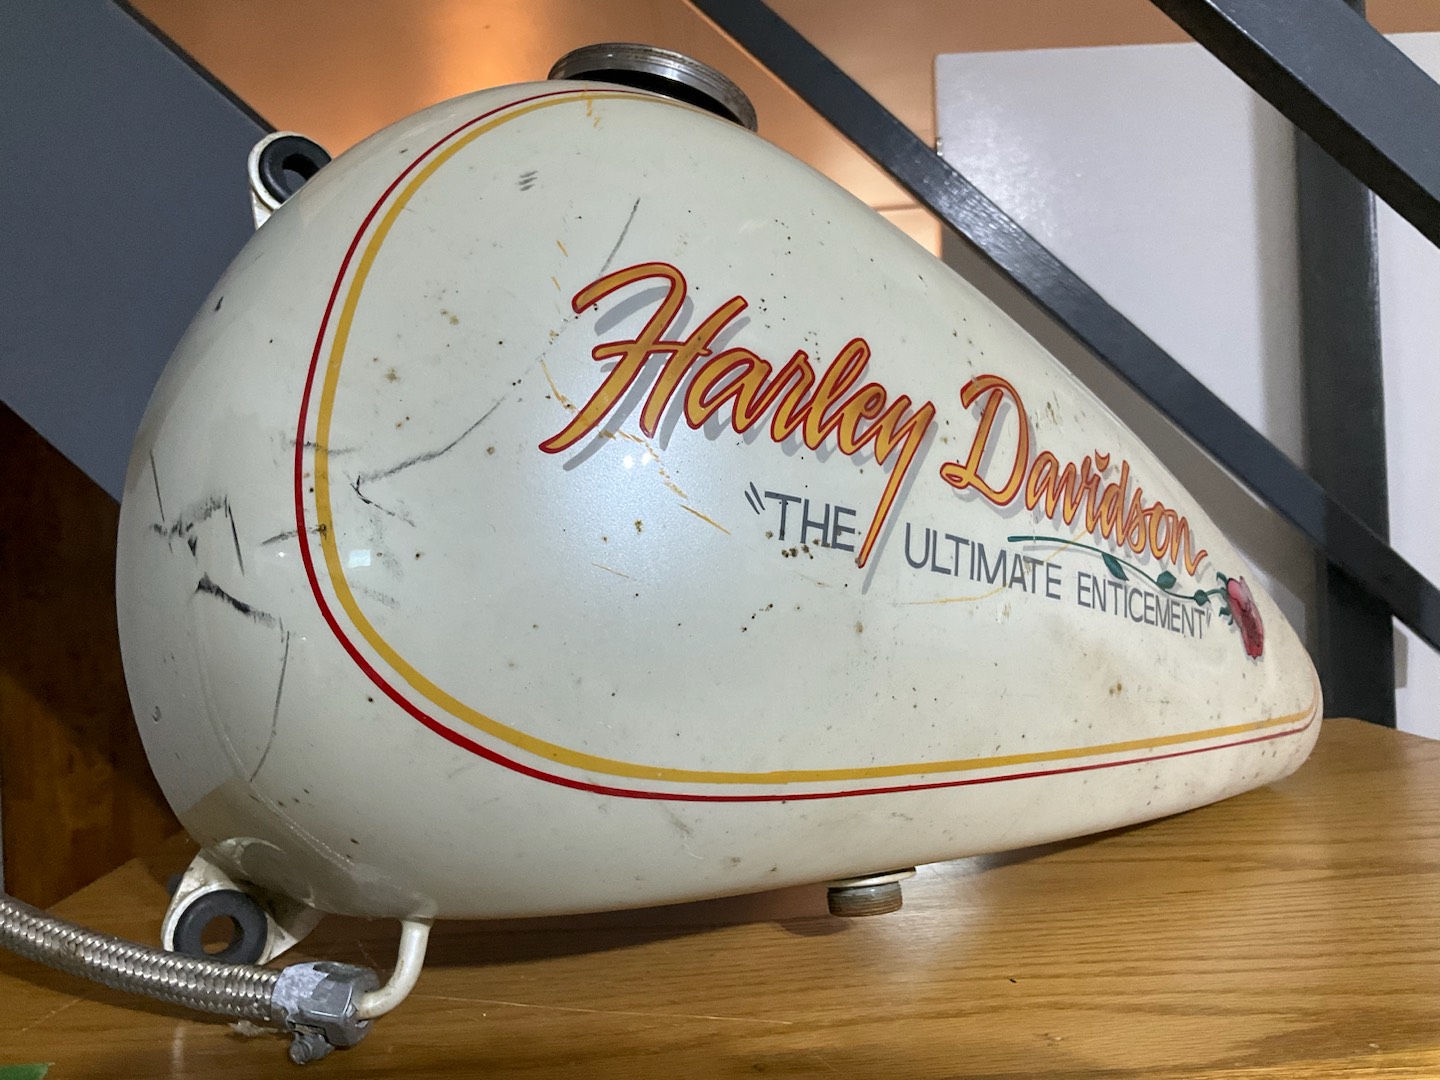 Harley Davidson
"THE ULTIMATE ENTICEMENT"